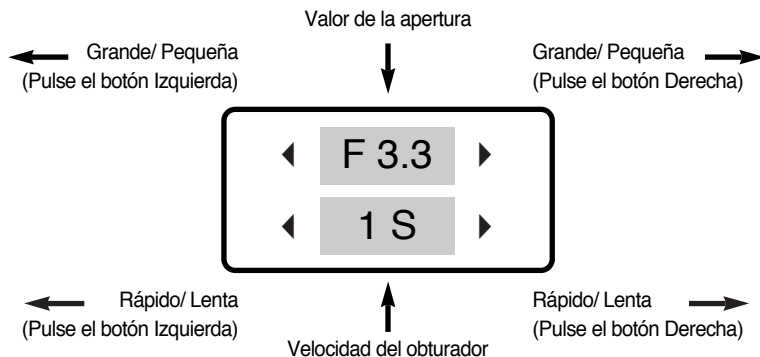 Valor de la apertura
Grande/ Pequeña
(Pulse el botón Izquierda)
Grande/ Pequeña
(Pulse el botón Derecha)
F 3.3
1 S
Rápido/ Lenta
(Pulse el botón Izquierda)
Rápido/ Lenta
(Pulse el botón Derecha)
Velocidad del obturador